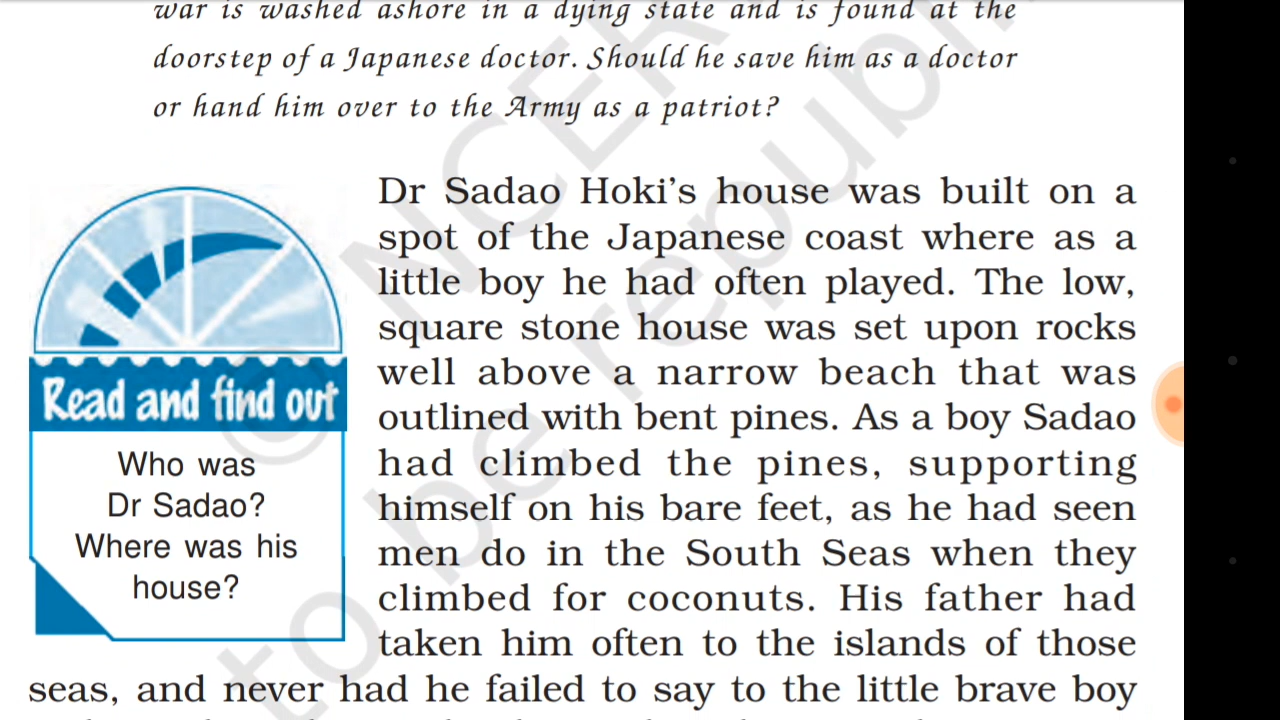 war is washed ashore in a dying state and is found at the
doorstep of a Japanese doctor. Should he save him as a doctor
or hand him over to the Army as a patriot?
Read and find out
Who was
Dr Sadao?
Where was his
house?
Dr Sadao Hoki’s house was built on a
spot of the Japanese coast where as a
little boy he had often played. The low,
square stone house was set upon rocks
well above a narrow beach that was
outlined with bent pines. As a boy Sadao
had climbed the pines, supporting
himself on his bare feet, as he had seen
men do in the South Seas when they
climbed for coconuts. His father had
taken him often to the islands of those
seas, and never had he failed to say to the little brave boy
© NCER
to be republ